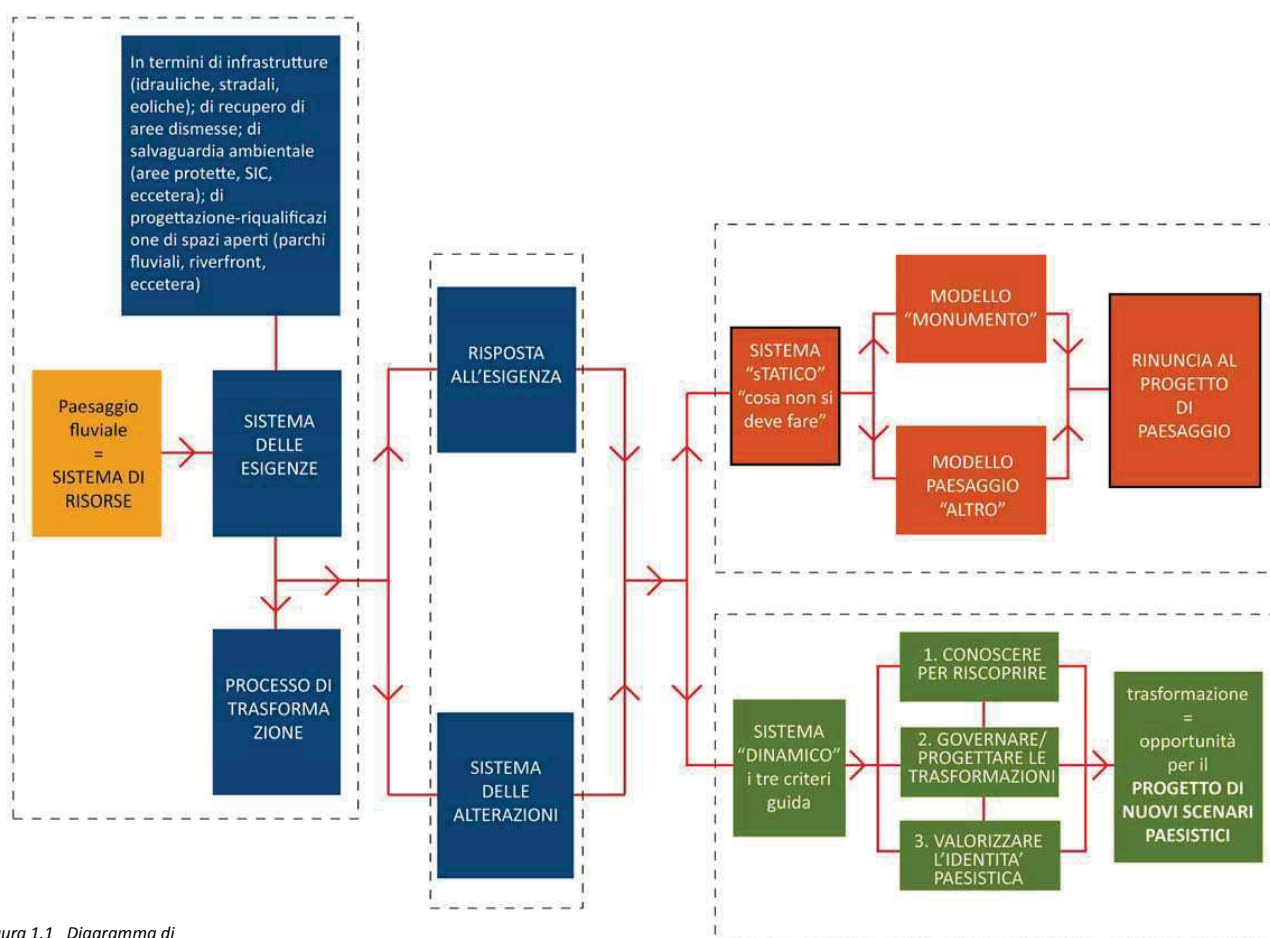 In termini di infrastrutture
(idrauliche, stradali,
eoliche); di recupero di
aree dismesse; di
salvaguardia ambientale
(aree protette, SIC,
eccetera); di
progettazione-riqualificazi
one di spazi aperti (parchi
fluviali, riverfront,
eccetera)
Paesaggio
fluviale
=
SISTEMA DI
RISORSE
SISTEMA
DELLE
ESIGENZE
PROCESSO DI
TRASFORMA
ZIONE
RISPOSTA
ALL'ESIGENZA
SISTEMA
DELLE
ALTERAZIONI
SISTEMA
“sTATICO”
“cosa non si
deve fare”
MODELLO
“MONUMENTO”
MODELLO
PAESAGGIO
“ALTRO”
RINUNCIA AL
PROGETTO
DI
PAESAGGIO
SISTEMA
“DINAMICO”
i tre criteri
guida
1. CONOSCERE
PER RISCOPRIRE
2. GOVERNARE/
PROGETTARE LE
TRASFORMAZIONI
3. VALORIZZARE
L'IDENTITA'
PAESISTICA
trasformazione
=
opportunità
per il
PROGETTO DI
NUOVI SCENARI
PAESISTICI
gura 1.1 Diagramma di